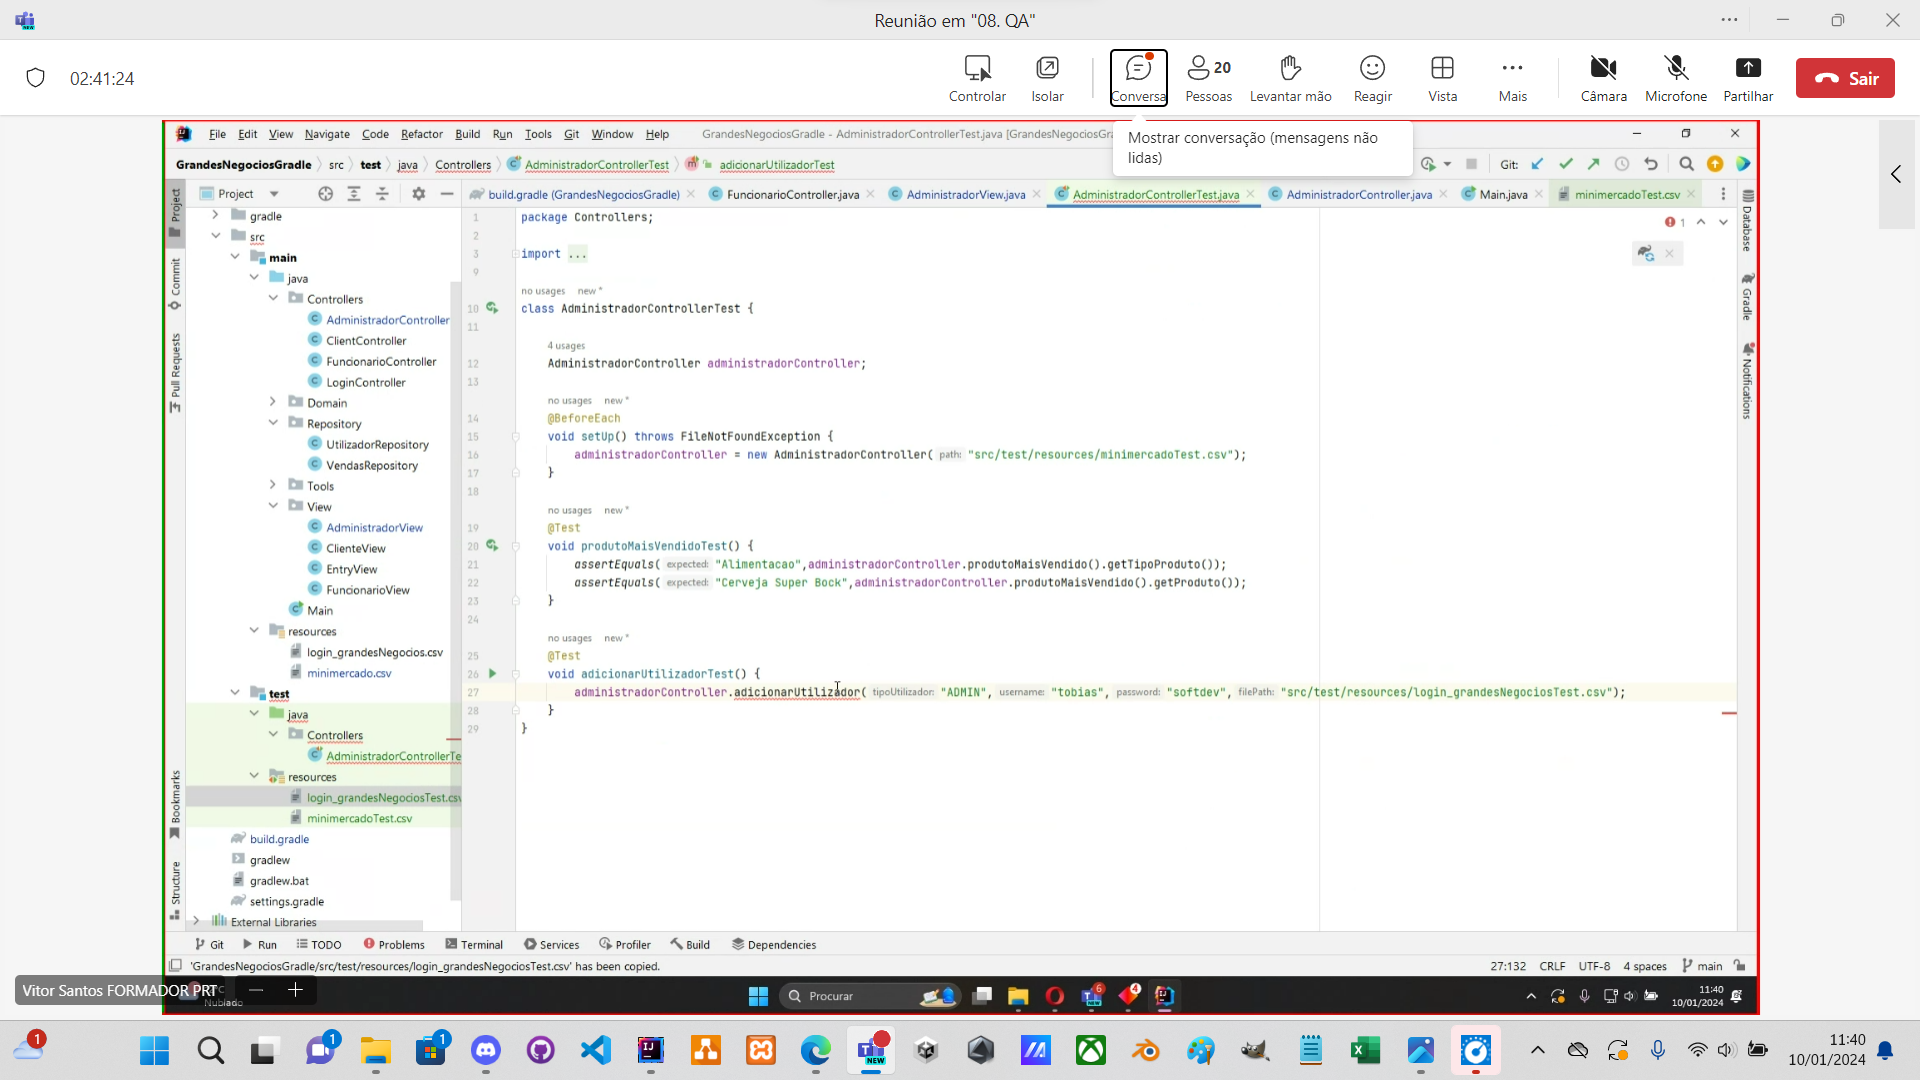 Reunião em "08. QA"
02:41:24
Controlar
Isolar
Conversa
20
Pessoas
Levantar mão
Reagir
Vista
Mais
Câmara
Microfone
Partilhar
Sair
Mostrar conversação (mensagens não
lidas)
File Edit View Navigate Code Refactor Build Run Tools Git Window Help
GrandesNegociosGradle - AdministradorControllerTest.java [GrandesNegociosGra
GrandesNegociosGradle src test java Controllers AdministradorControllerTest adicionarUtilizadorTest
Git:
Project
build.gradle (GrandesNegociosGradle)
FuncionarioController.java
AdministradorView.java
AdministradorControllerTest.java
AdministradorController.java
Main.java
minimercadoTest.csv
Project
Commit
Pull Requests
Bookmarks
Structure
Database
Gradle
Notifications
gradle
src
main
java
Controllers
AdministradorController
ClientController
FuncionarioController
LoginController
Domain
Repository
UtilizadorRepository
VendasRepository
Tools
View
AdministradorView
ClienteView
EntryView
FuncionarioView
Main
resources
login_grandesNegocios.csv
minimercado.csv
test
java
Controllers
AdministradorControllerTe
resources
login_grandesNegociosTest.csv
minimercadoTest.csv
build.gradle
gradlew
gradlew.bat
settings.gradle
External Libraries
1
1 package Controllers;
2
3 import ...
9
no usages new *
10 class AdministradorControllerTest {
11
4 usages
12 AdministradorController administradorController;
13
no usages new *
14 @BeforeEach
15 void setUp() throws FileNotFoundException {
16 administradorController = new AdministradorController( path: "src/test/resources/minimercadoTest.csv");
17 }
18
no usages new *
19 @Test
20 void produtoMaisVendidoTest() {
21 assertEquals( expected: "Alimentacao",administradorController.produtoMaisVendido().getTipoProduto());
22 assertEquals( expected: "Cerveja Super Bock",administradorController.produtoMaisVendido().getProduto());
23 }
24
no usages new *
25 @Test
26 void adicionarUtilizadorTest() {
27 administradorController.adicionarUtilizador( tipoUtilizador: "ADMIN", username: "tobias", password: "softdev", filePath: "src/test/resources/login_grandesNegociosTest.csv");
28 }
29 }
Git Run TODO Problems Terminal Services Profiler Build Dependencies
'GrandesNegociosGradle/src/test/resources/login_grandesNegociosTest.csv' has been copied.
27:132 CRLF UTF-8 4 spaces main
Vitor Santos FORMADOR PRT
Nublado
Procurar
6
4
11:40
10/01/2024
1
1
1
NEW
11:40
10/01/2024